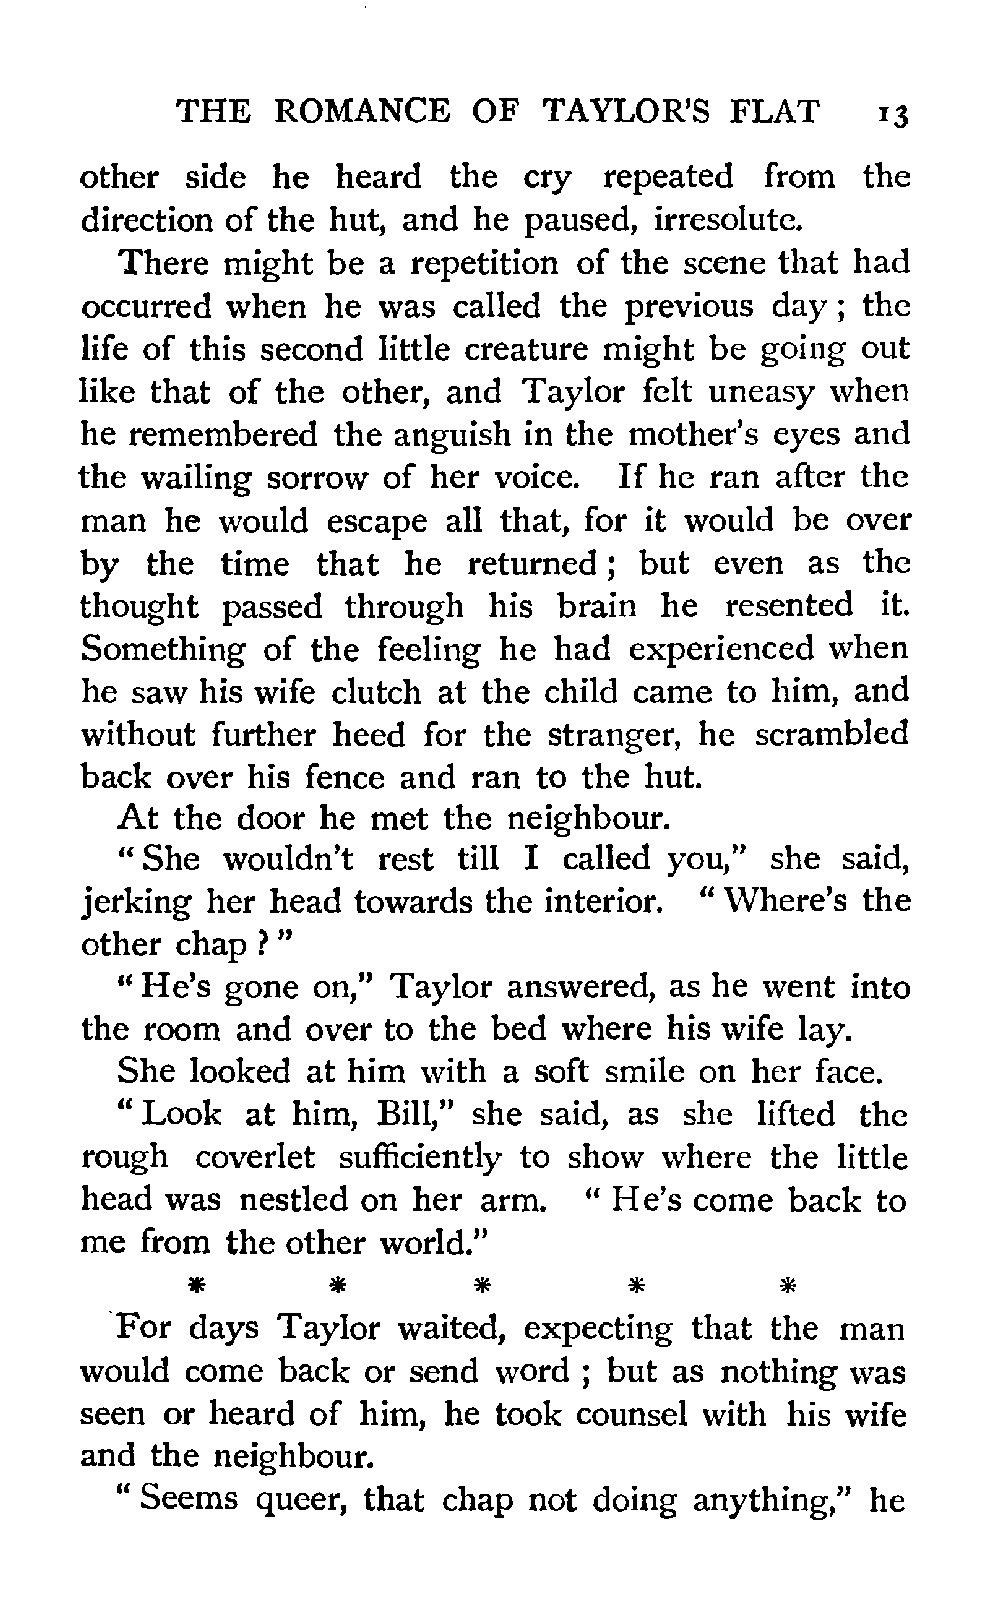 THE ROMANCE OF TAYLOR'S FLAT 13
other side he heard the cry repeated from the
direction of the hut, and he paused, irresolute.
There might be a repetition of the scene that had
occurred when he was called the previous day ; the
life of this second little creature might be going out
like that of the other, and Taylor felt uneasy when
he remembered the anguish in the mother's eyes and
the wailing sorrow of her voice. If he ran after the
man he would escape all that, for it would be over
by the time that he returned ; but even as the
thought passed through his brain he resented it.
Something of the feeling he had experienced when
he saw his wife clutch at the child came to him, and
without further heed for the stranger, he scrambled
back over his fence and ran to the hut.
At the door he met the neighbour.
" She wouldn't rest till I called you," she said,
jerking her head towards the interior. " Where's the
other chap ? "
" He's gone on," Taylor answered, as he went into
the room and over to the bed where his wife lay.
She looked at him with a soft smile on her face.
" Look at him, Bill," she said, as she lifted the
rough coverlet sufficiently to show where the little
head was nestled on her arm. " He's come back to
me from the other world."
* * * * *
For days Taylor waited, expecting that the man
would come back or send word ; but as nothing was
seen or heard of him, he took counsel with his wife
and the neighbour.
" Seems queer, that chap not doing anything," he